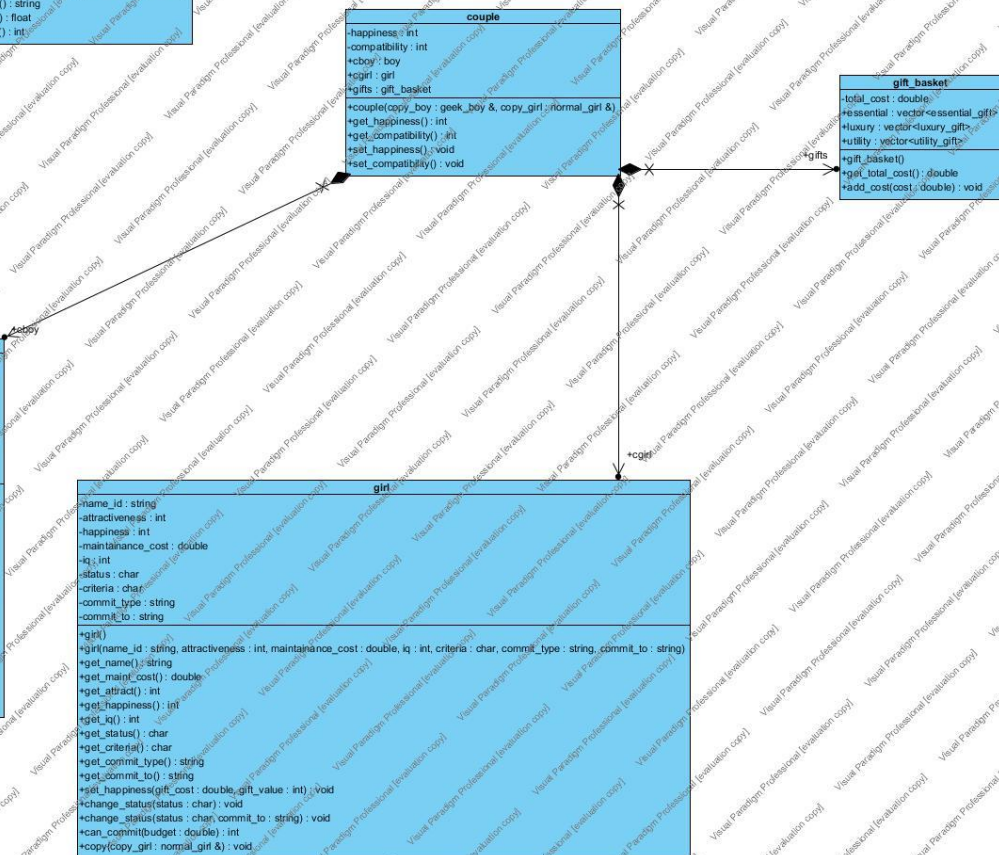 () : string
) : float
() : int
couple
-happiness : int
-compatibility : int
+cboy : boy
+cgirl : girl
+gifts : gift_basket
+couple(copy_boy : geek_boy &, copy_girl : normal_girl &)
+get_happiness() : int
+get_compatibility() : int
+set_happiness() : void
+set_compatibility() : void
gift_basket
-total_cost : double
+essential : vector<essential_gift>
+luxury : vector<luxury_gift>
+utility : vector<utility_gift>
+gift_basket()
+get_total_cost() : double
+add_cost(cost : double) : void
+gifts
+cboy
+cgirl
girl
-name_id : string
-attractiveness : int
-happiness : int
-maintainance_cost : double
-iq : int
-status : char
-criteria : char
-commit_type : string
-commit_to : string
+girl()
+girl(name_id : string, attractiveness : int, maintainance_cost : double, iq : int, criteria : char, commit_type : string, commit_to : string)
+get_name() : string
+get_maint_cost() : double
+get_attract() : int
+get_happiness() : int
+get_iq() : int
+get_status() : char
+get_criteria() : char
+get_commit_type() : string
+get_commit_to() : string
+set_happiness(gift_cost : double, gift_value : int) : void
+change_status(status : char) : void
+change_status(status : char, commit_to : string) : void
+can_commit(budget : double) : int
+copy(copy_girl : normal_girl &) : void
Visual Paradigm Professional [evaluation copy]